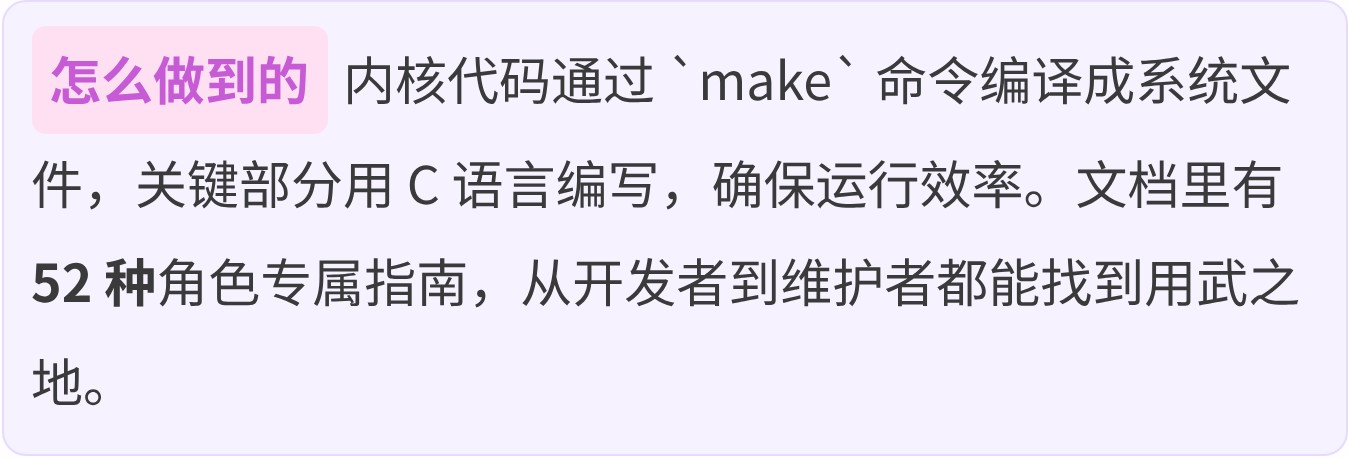 怎么做到的 内核代码通过 `make` 命令编译成系统文
件，关键部分用 C 语言编写，确保运行效率。文档里有
52 种角色专属指南，从开发者到维护者都能找到用武之
地。